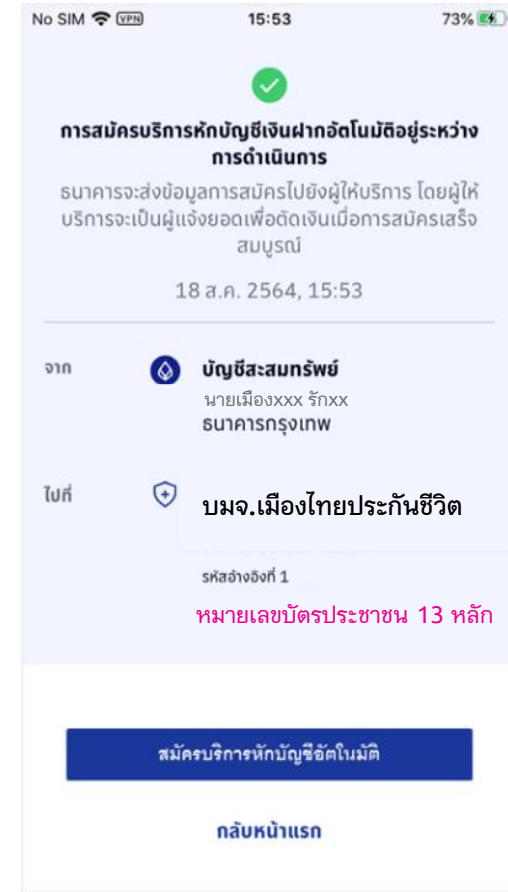 No SIM VPN 15:53 73%
การสมัครบริการหักบัญชีเงินฝากอัตโนมัติอยู่ระหว่าง
การดำเนินการ
ธนาคารจะส่งข้อมูลการสมัครไปยังผู้ให้บริการ โดยผู้ให้
บริการจะเป็นผู้แจ้งยอดเพื่อตัดเงินเมื่อการสมัครเสร็จ
สมบูรณ์
18 ส.ค. 2564, 15:53
จาก บัญชีสะสมทรัพย์
นายเมืองxxx รักxx
ธนาคารกรุงเทพ
ไปที่ บมจ.เมืองไทยประกันชีวิต
รหัสอ้างอิงที่ 1
หมายเลขบัตรประชาชน 13 หลัก
สมัครบริการหักบัญชีอัตโนมัติ
กลับหน้าแรก